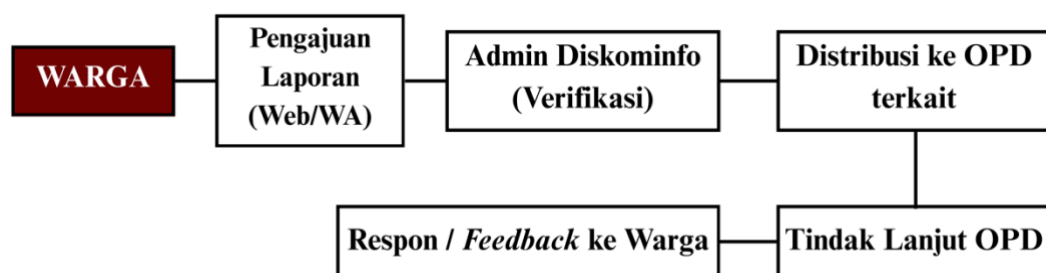 WARGA
Pengajuan
Laporan
(Web/WA)
Admin Diskominfo
(Verifikasi)
Distribusi ke OPD
terkait
Tindak Lanjut OPD
Respon / Feedback ke Warga